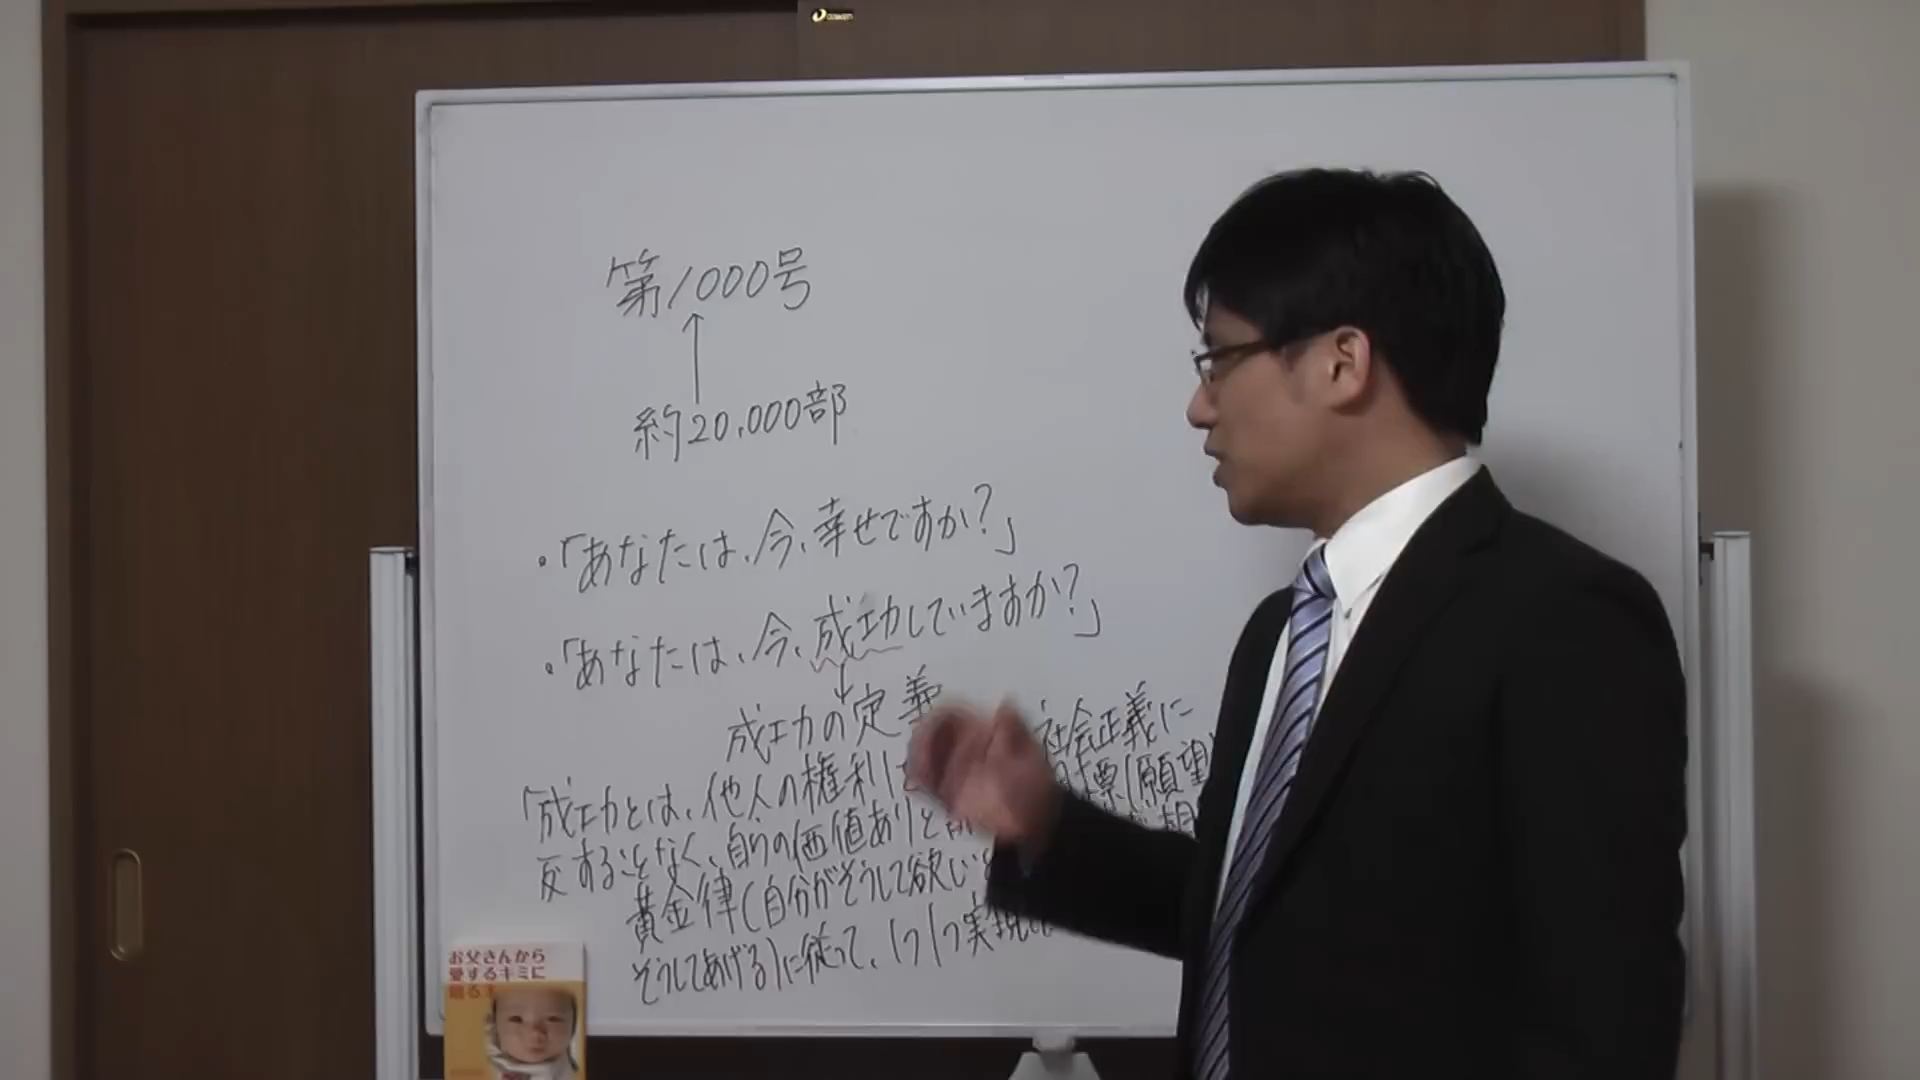 第1000号
約20,000部
・「あなたは、今、幸せですか?」
・「あなたは、今、成功していますか?」
成功の定義
「成功とは、他人の権利 社会正義に
反することなく、自らの価値ありと 標(願望
黄金律(自分がそうして欲しいと
そうしてあげる)に従って、1つ1つ実現
お父さんから
愛するキミに
贈る